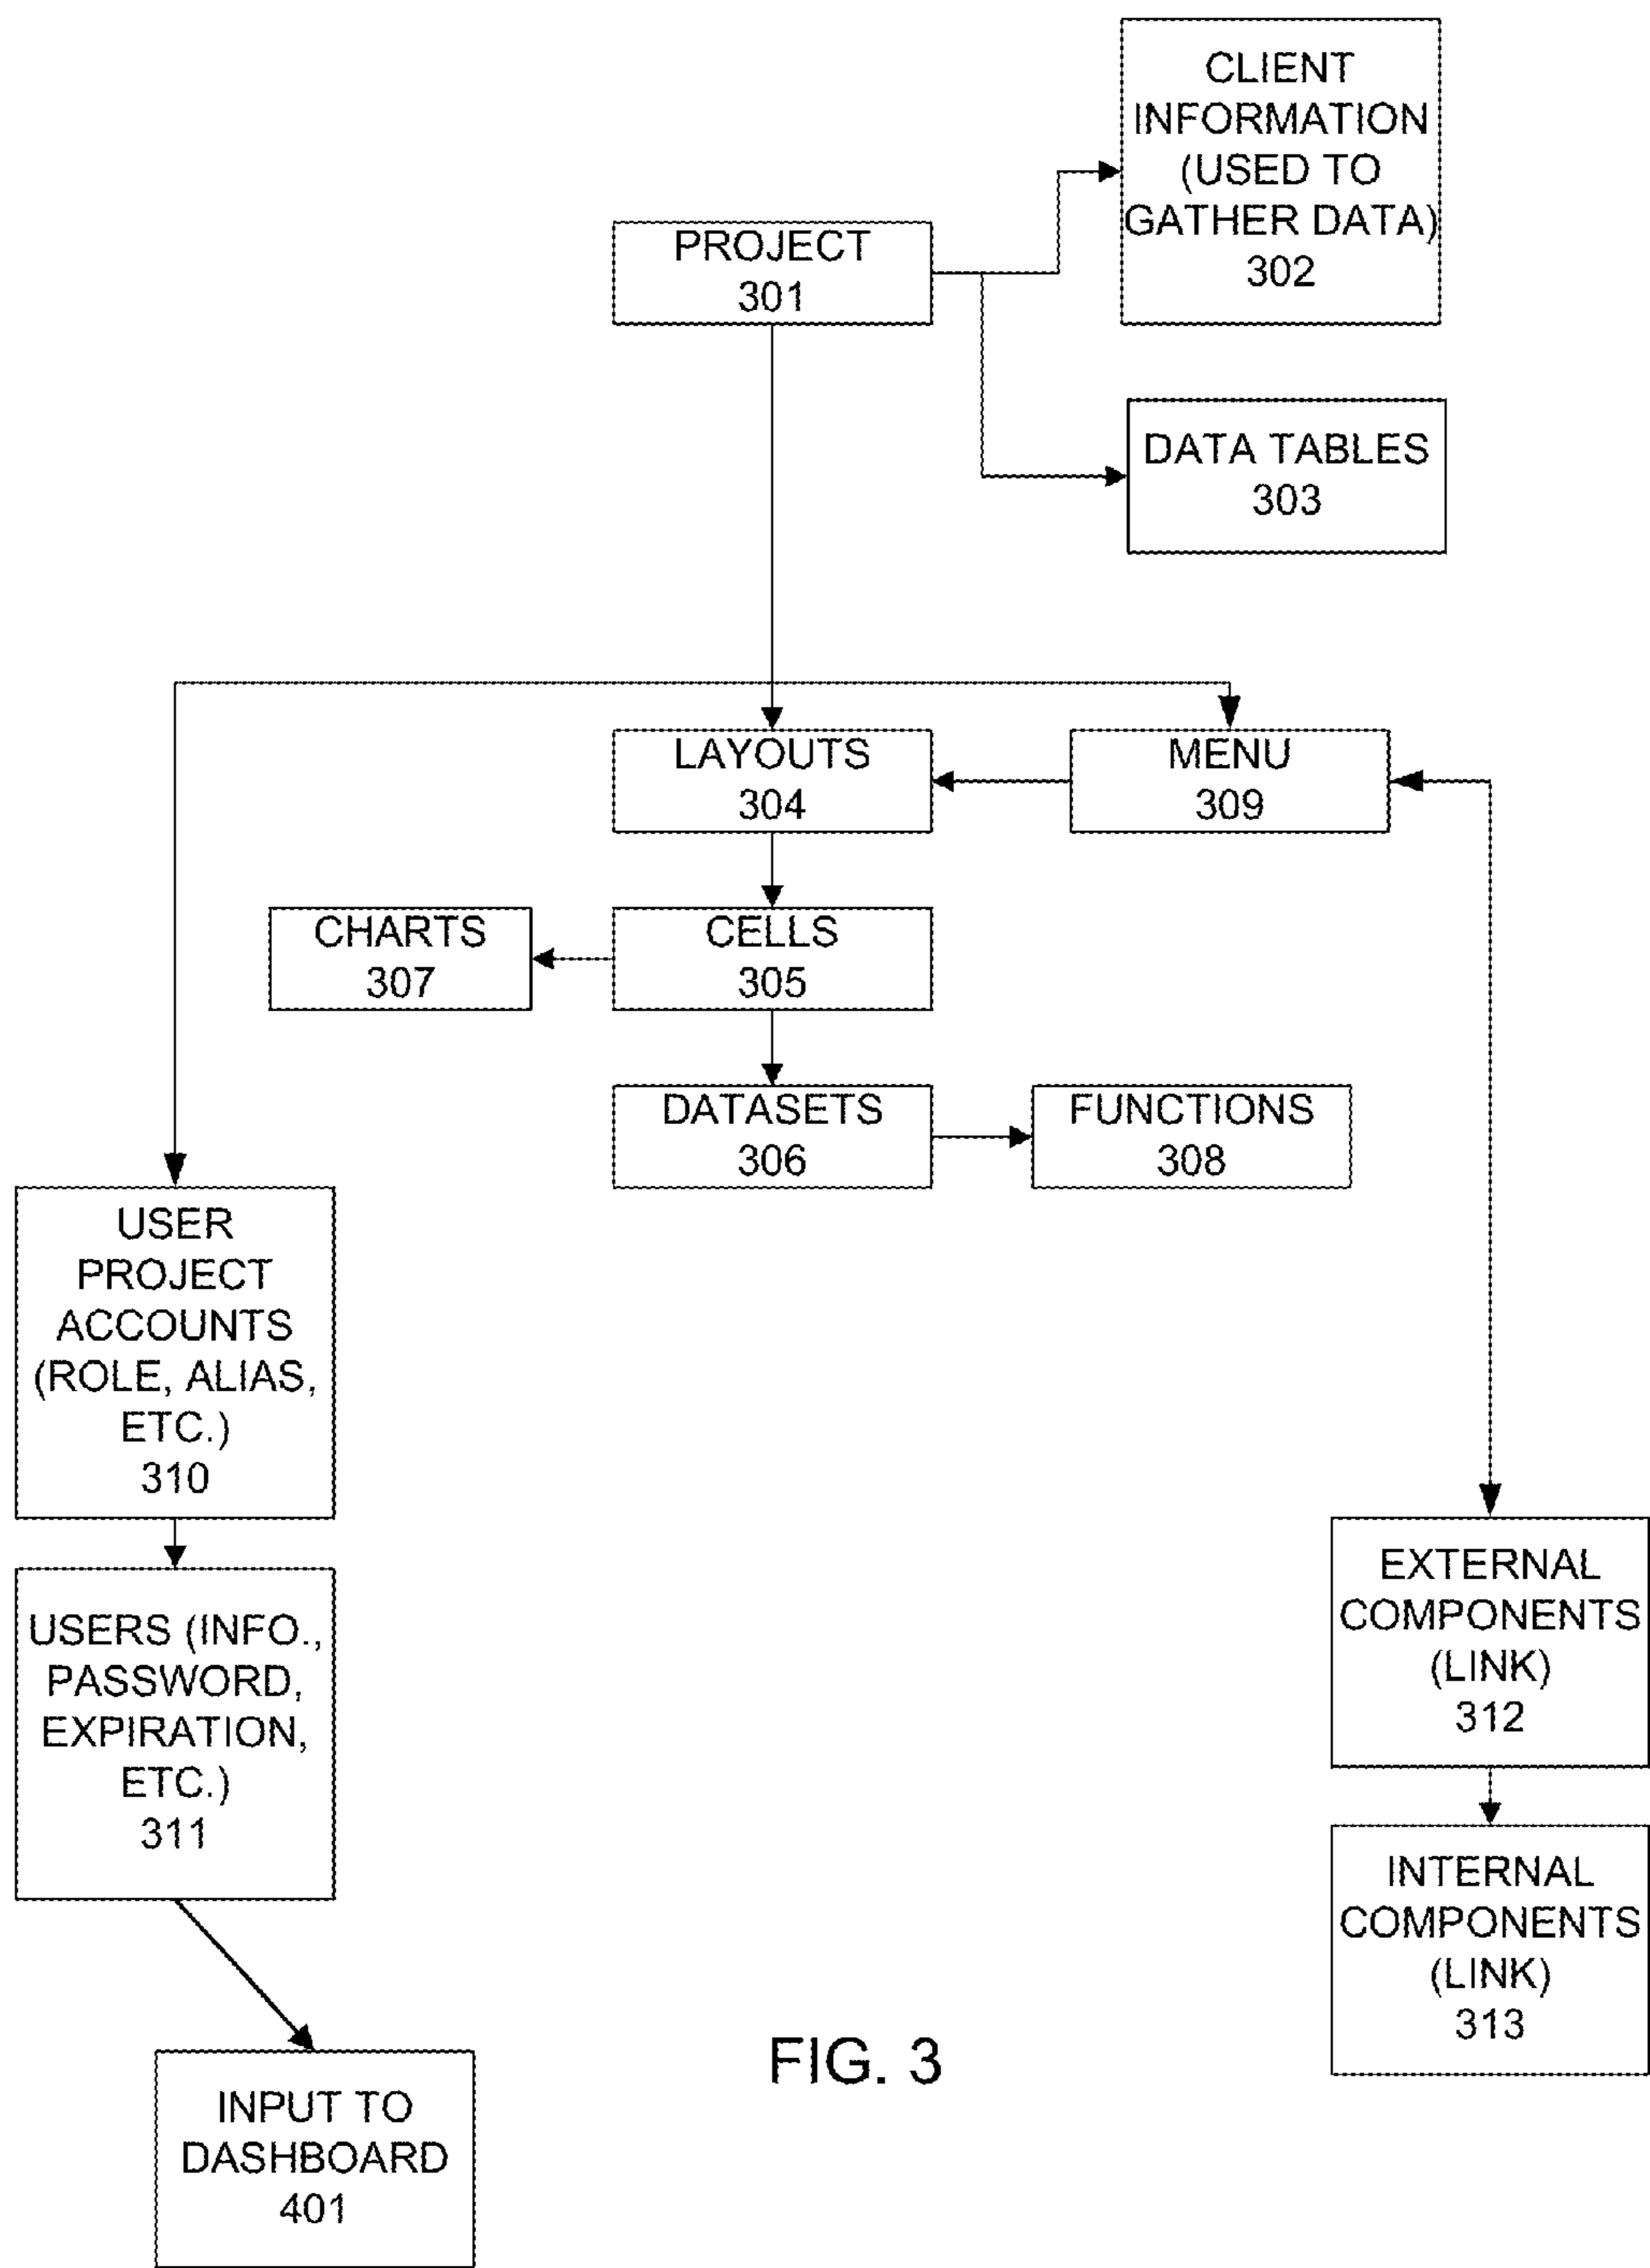 CLIENT
INFORMATION
(USED TO
GATHER DATA)
302
PROJECT
301
DATA TABLES
303
LAYOUTS
304
MENU
309
CHARTS
307
CELLS
305
DATASETS
306
FUNCTIONS
308
USER
PROJECT
ACCOUNTS
(ROLE, ALIAS,
ETC.)
310
USERS (INFO.,
PASSWORD,
EXPIRATION,
ETC.)
311
EXTERNAL
COMPONENTS
(LINK)
312
INTERNAL
COMPONENTS
(LINK)
313
INPUT TO
DASHBOARD
401
FIG. 3